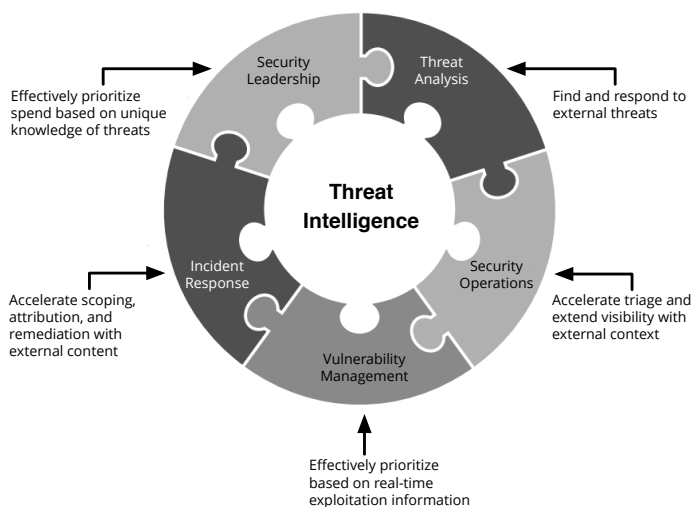 Security
Leadership
Threat
Analysis
Effectively prioritize
spend based on unique
knowledge of threats
Find and respond to
external threats
Threat
Intelligence
Incident
Response
Security
Operations
Accelerate scoping,
attribution, and
remediation with
external content
Accelerate triage and
extend visibility with
external context
Vulnerability
Management
Effectively prioritize
based on real-time
exploitation information